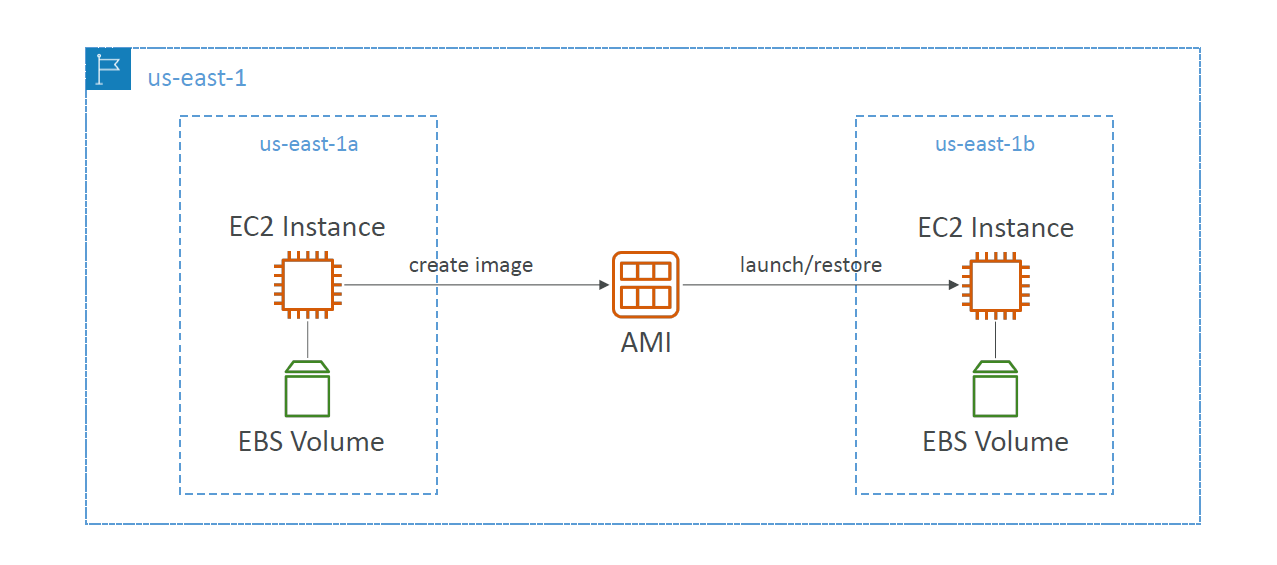 us-east-1
us-east-1a
us-east-1b
EC2 Instance
EC2 Instance
create image
launch/restore
AMI
EBS Volume
EBS Volume